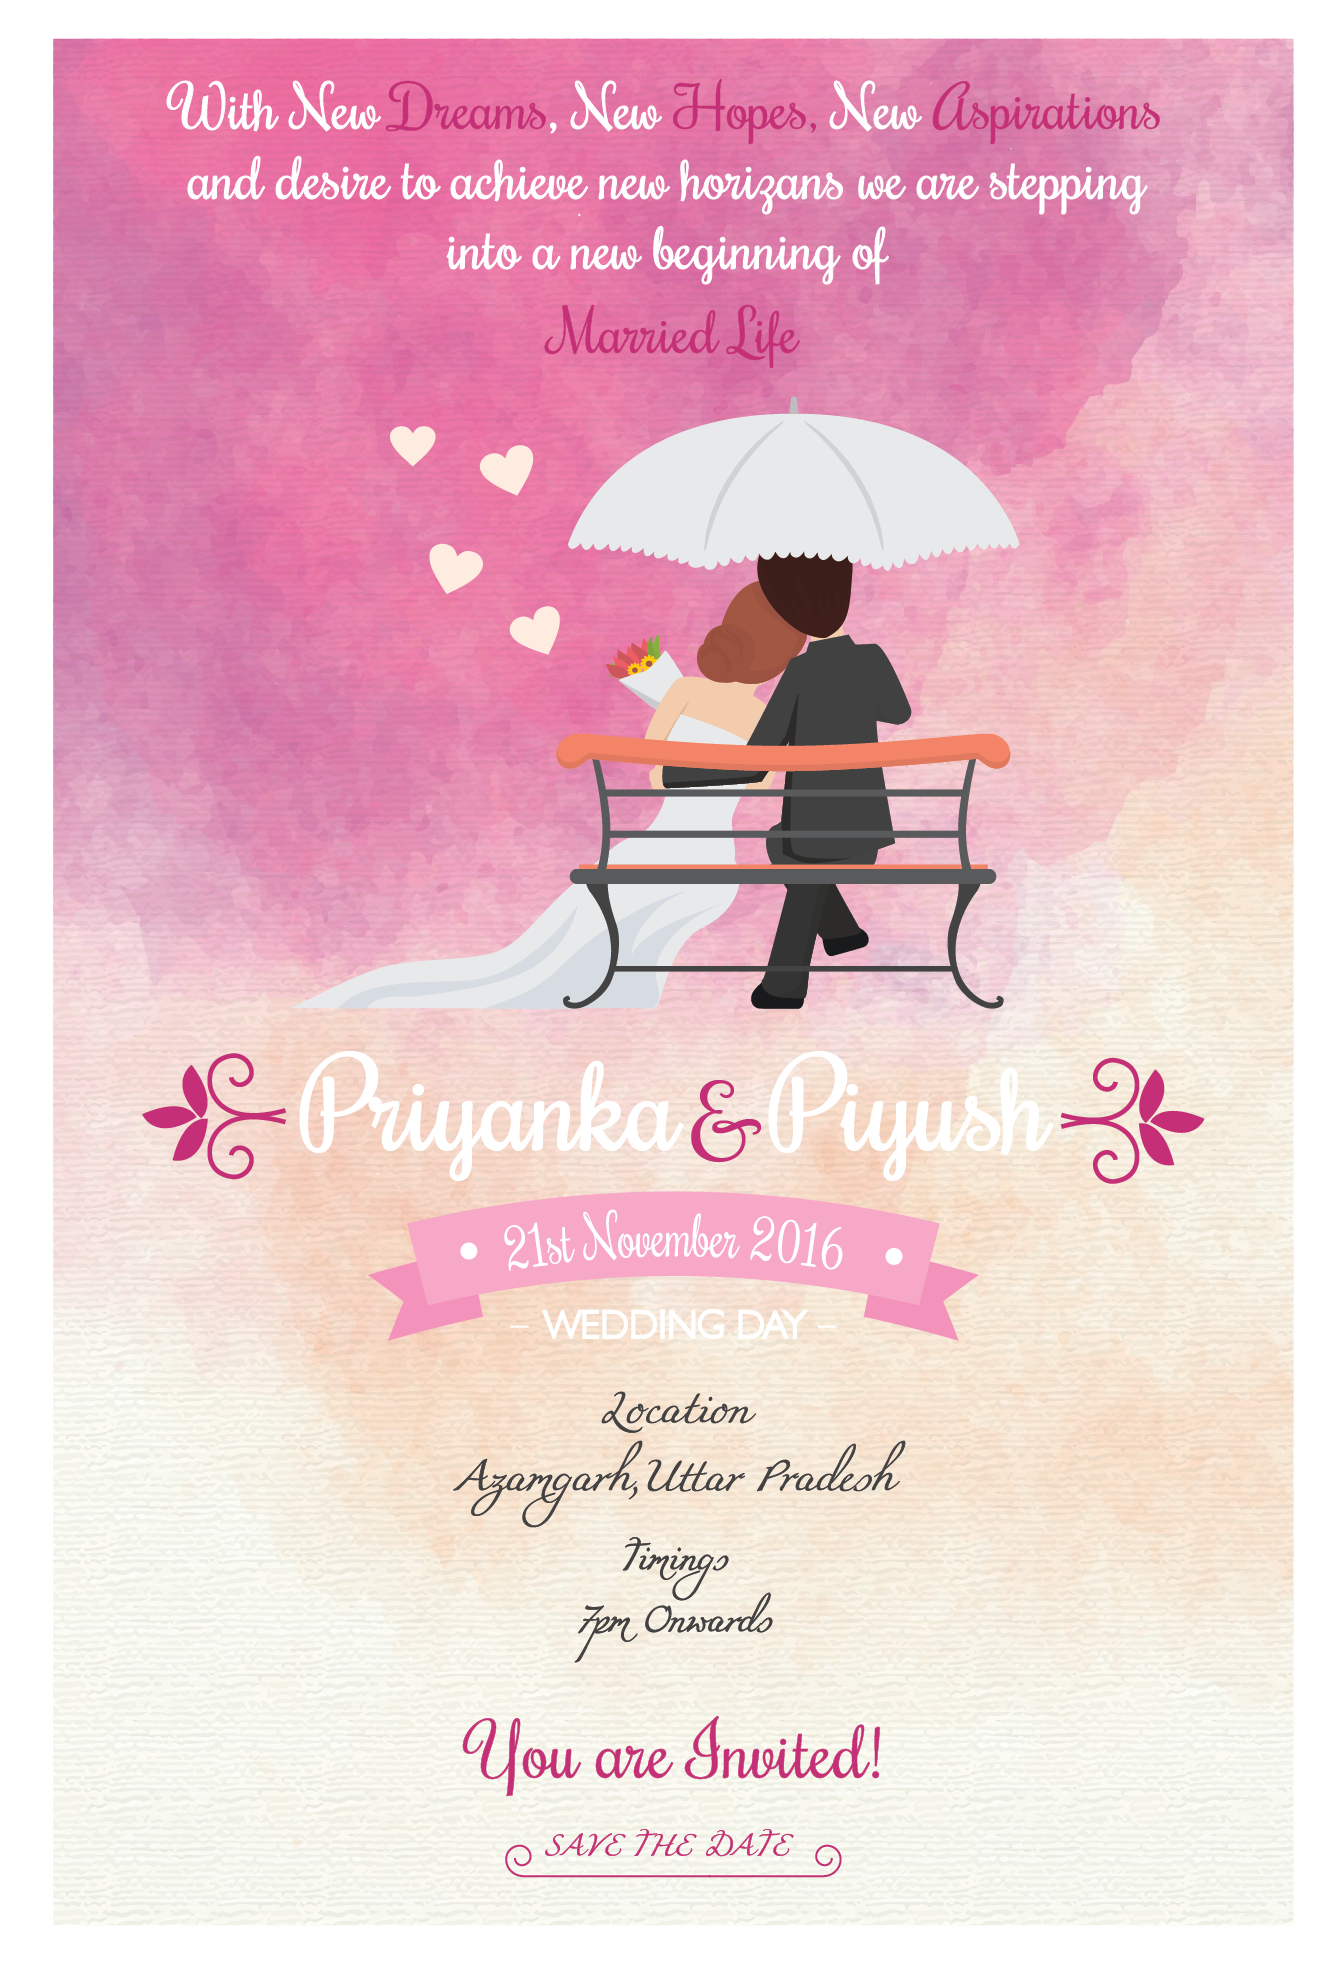 With New Dreams, New Hopes, New Aspirations
and desire to achieve new horizans we are stepping
into a new beginning of
Married Life
Priyanka & Piyush
21st November 2016
- WEDDING DAY -
Location
Azamgarh, Uttar Pradesh
Timings
7pm Onwards
You are Invited!
SAVE THE DATE